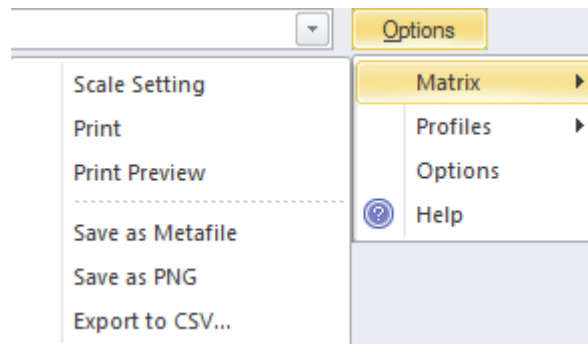 Options
Matrix
Profiles
Options
Help
Scale Setting
Print
Print Preview
Save as Metafile
Save as PNG
Export to CSV...